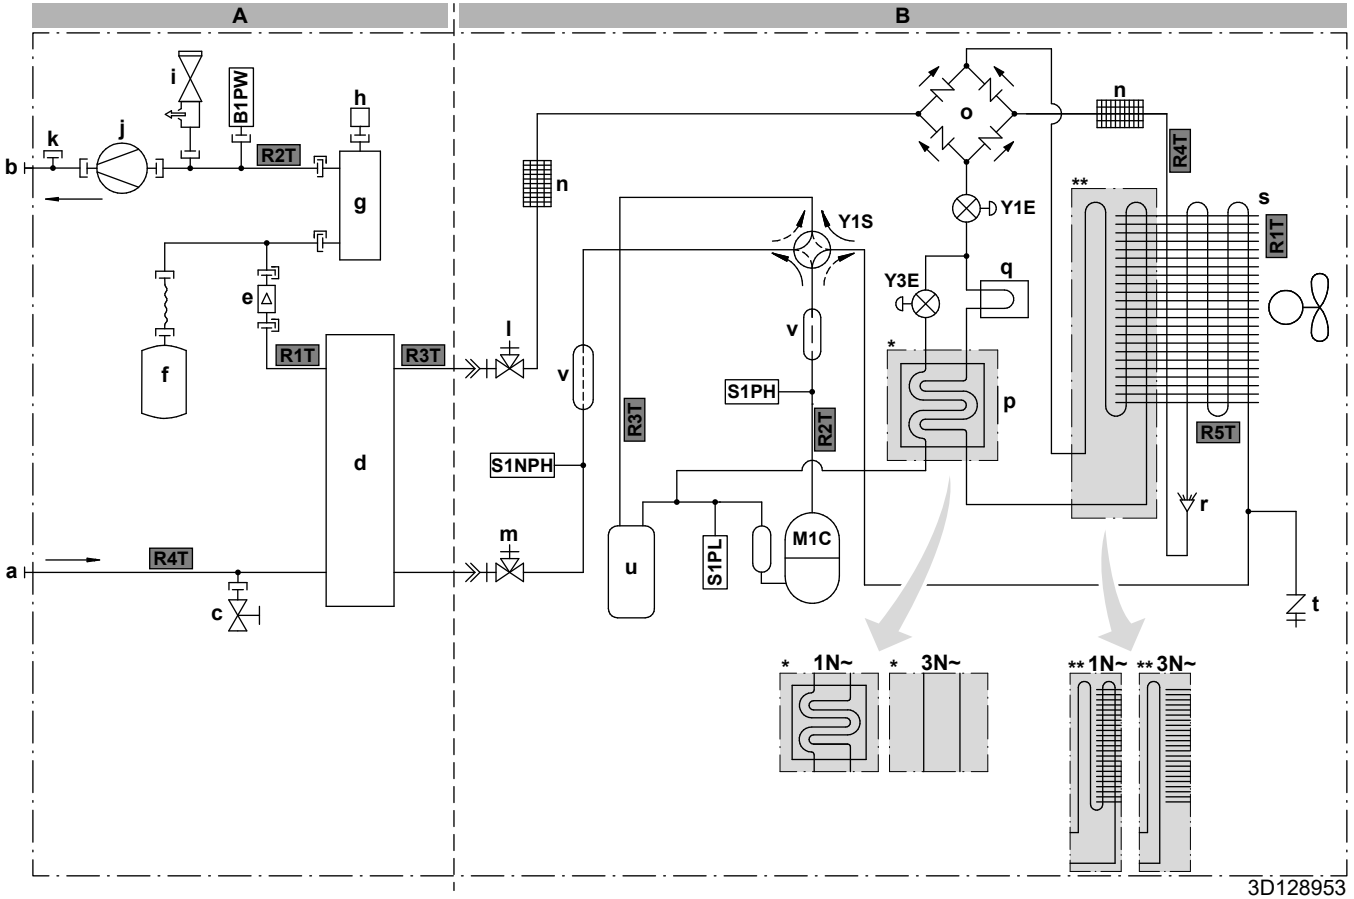 A B
i
B1PW
h
k j
R2T
b
g
e
f
R1T R3T
d
a
R4T
c
n
o
n
R4T
**
s
R1T
Y1E
Y1S
Y3E
q
l
v
v
*
p
S1PH
R3T
R2T
R5T
S1NPH
r
m
u
S1PL
M1C
t
* 1N~ * 3N~
** 1N~ ** 3N~
3D128953